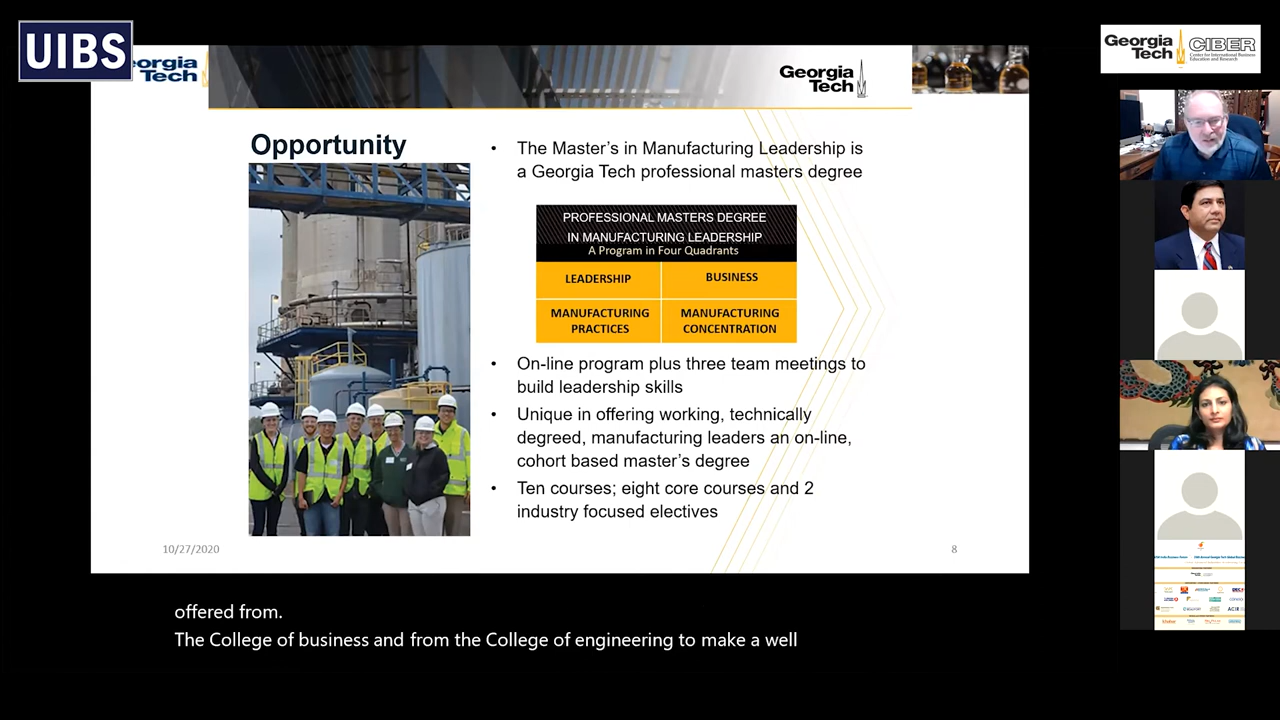 UIBS
Georgia
Tech
Georgia
Tech
Georgia
Tech
CIBER
Center for International Business
Education and Research
Opportunity
• The Master’s in Manufacturing Leadership is
a Georgia Tech professional masters degree
PROFESSIONAL MASTERS DEGREE
IN MANUFACTURING LEADERSHIP
A Program in Four Quadrants
LEADERSHIP
BUSINESS
MANUFACTURING
PRACTICES
MANUFACTURING
CONCENTRATION
• On-line program plus three team meetings to
build leadership skills
• Unique in offering working, technically
degreed, manufacturing leaders an on-line,
cohort based master’s degree
• Ten courses; eight core courses and 2
industry focused electives
10/27/2020
8
offered from.
The College of business and from the College of engineering to make a well